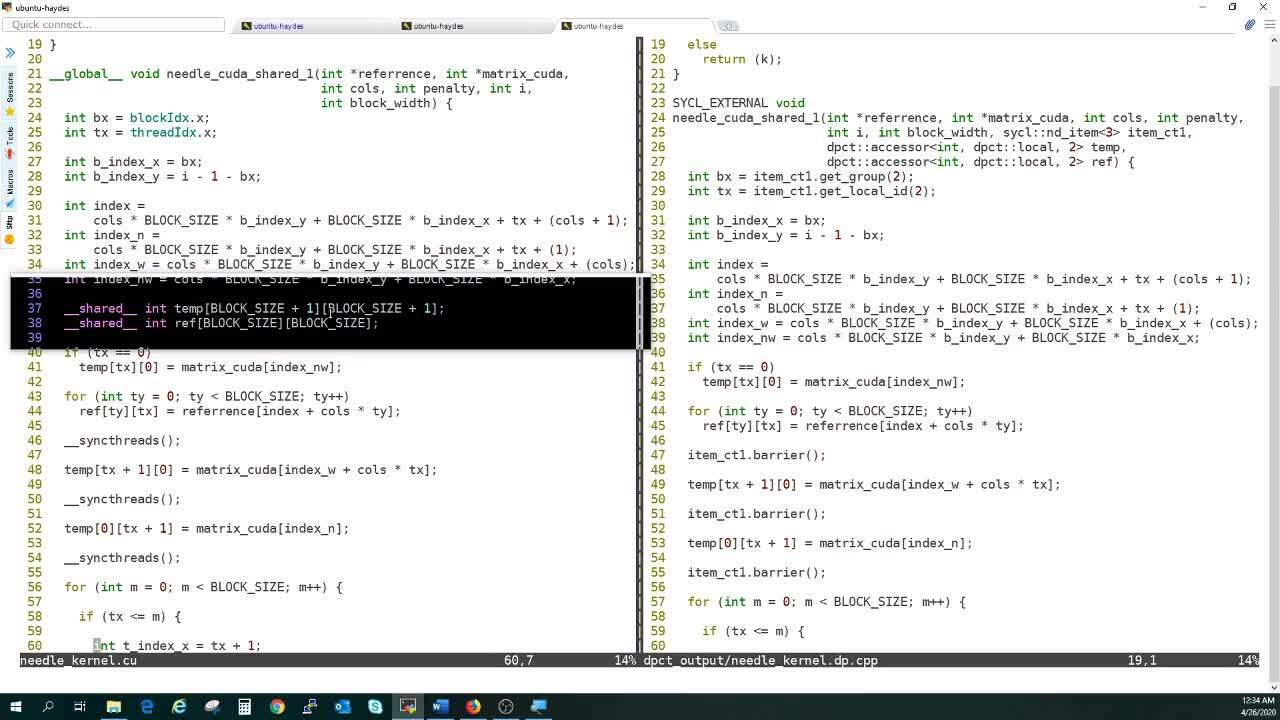 ubuntu-haydes
Quick connect...
ubuntu-haydes
ubuntu-haydes
ubuntu-haydes
Sessions
Tools
Macros
Sftp
19 }
20
21 __global__ void needle_cuda_shared_1(int *referrence, int *matrix_cuda,
22 int cols, int penalty, int i,
23 int block_width) {
24 int bx = blockIdx.x;
25 int tx = threadIdx.x;
26
27 int b_index_x = bx;
28 int b_index_y = i - 1 - bx;
29
30 int index =
31 cols * BLOCK_SIZE * b_index_y + BLOCK_SIZE * b_index_x + tx + (cols + 1);
32 int index_n =
33 cols * BLOCK_SIZE * b_index_y + BLOCK_SIZE * b_index_x + tx + (1);
34 int index_w = cols * BLOCK_SIZE * b_index_y + BLOCK_SIZE * b_index_x + (cols);
35 int index_nw = cols * BLOCK_SIZE * b_index_y + BLOCK_SIZE * b_index_x;
36
37 __shared__ int temp[BLOCK_SIZE + 1][BLOCK_SIZE + 1];
38 __shared__ int ref[BLOCK_SIZE][BLOCK_SIZE];
39
40 if (tx == 0)
41 temp[tx][0] = matrix_cuda[index_nw];
42
43 for (int ty = 0; ty < BLOCK_SIZE; ty++)
44 ref[ty][tx] = referrence[index + cols * ty];
45
46 __syncthreads();
47
48 temp[tx + 1][0] = matrix_cuda[index_w + cols * tx];
49
50 __syncthreads();
51
52 temp[0][tx + 1] = matrix_cuda[index_n];
53
54 __syncthreads();
55
56 for (int m = 0; m < BLOCK_SIZE; m++) {
57
58 if (tx <= m) {
59
60 int t_index_x = tx + 1;
needle_kernel.cu 60,7 14%
19 else
20 return (k);
21 }
22
23 SYCL_EXTERNAL void
24 needle_cuda_shared_1(int *referrence, int *matrix_cuda, int cols, int penalty,
25 int i, int block_width, sycl::nd_item<3> item_ct1,
26 dpct::accessor<int, dpct::local, 2> temp,
27 dpct::accessor<int, dpct::local, 2> ref) {
28 int bx = item_ct1.get_group(2);
29 int tx = item_ct1.get_local_id(2);
30
31 int b_index_x = bx;
32 int b_index_y = i - 1 - bx;
33
34 int index =
35 cols * BLOCK_SIZE * b_index_y + BLOCK_SIZE * b_index_x + tx + (cols + 1);
36 int index_n =
37 cols * BLOCK_SIZE * b_index_y + BLOCK_SIZE * b_index_x + tx + (1);
38 int index_w = cols * BLOCK_SIZE * b_index_y + BLOCK_SIZE * b_index_x + (cols);
39 int index_nw = cols * BLOCK_SIZE * b_index_y + BLOCK_SIZE * b_index_x;
40
41 if (tx == 0)
42 temp[tx][0] = matrix_cuda[index_nw];
43
44 for (int ty = 0; ty < BLOCK_SIZE; ty++)
45 ref[ty][tx] = referrence[index + cols * ty];
46
47 item_ct1.barrier();
48
49 temp[tx + 1][0] = matrix_cuda[index_w + cols * tx];
50
51 item_ct1.barrier();
52
53 temp[0][tx + 1] = matrix_cuda[index_n];
54
55 item_ct1.barrier();
56
57 for (int m = 0; m < BLOCK_SIZE; m++) {
58
59 if (tx <= m) {
60
dpct_output/needle_kernel.dp.cpp 19,1 14%
12:34 AM
4/26/2020